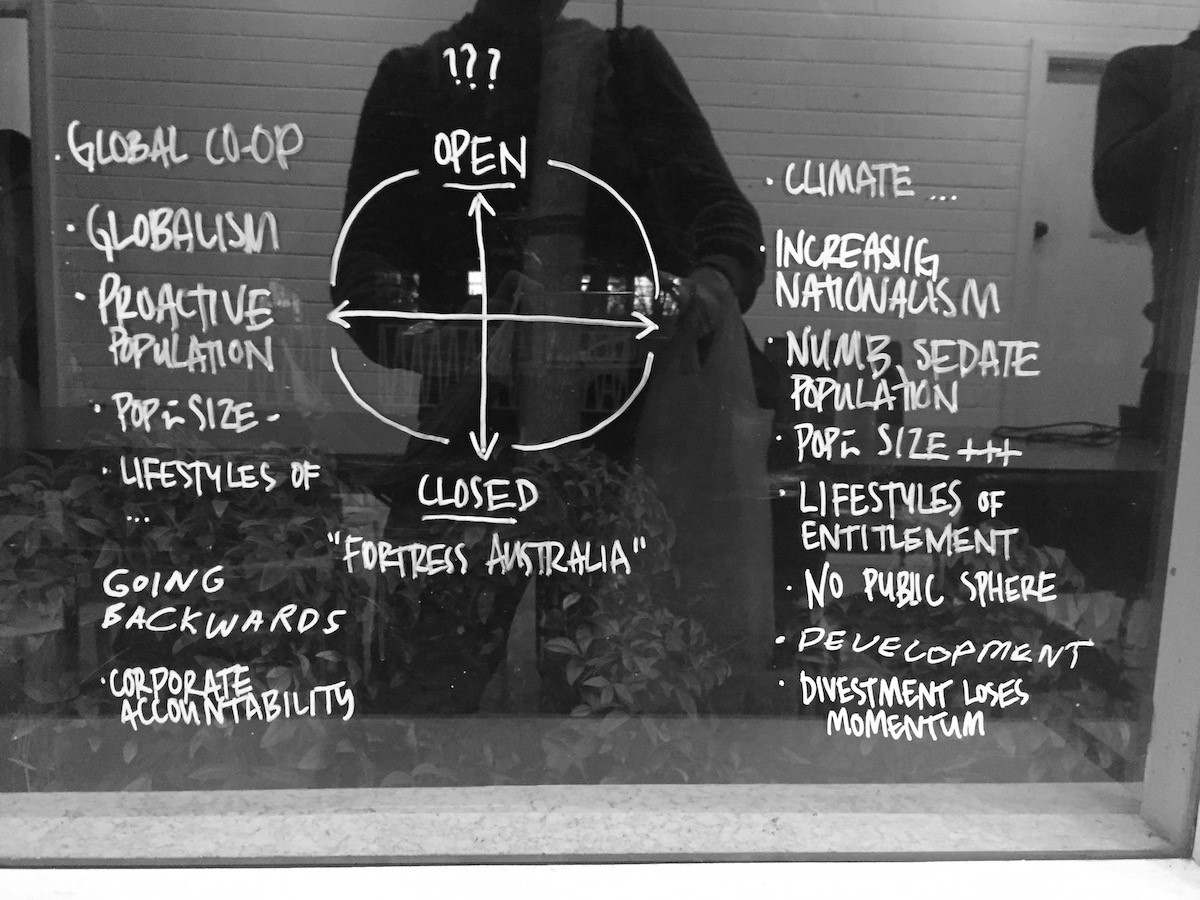 ???
OPEN
CLOSED
"FORTRESS AUSTRALIA"
· GLOBAL CO-OP
· GLOBALISM
· PROACTIVE
POPULATION
· POPn SIZE -
· LIFESTYLES OF
...
GOING
BACKWARDS
· CORPORATE
ACCOUNTABILITY
· CLIMATE ...
· INCREASIIG
NATIONALISM
· NUMB, SEDATE
POPULATION
· POPn SIZE +++
· LIFESTYLES OF
ENTITLEMENT
· NO PUBLIC SPHERE
· DEVELOPMENT
· DIVESTMENT LOSES
MOMENTUM